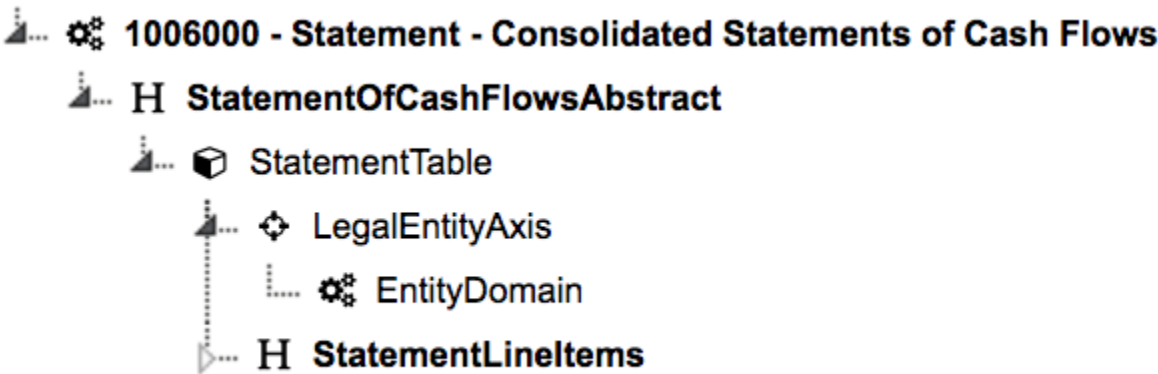 1006000 - Statement - Consolidated Statements of Cash Flows
H StatementOfCashFlowsAbstract
StatementTable
LegalEntityAxis
EntityDomain
H StatementLineItems